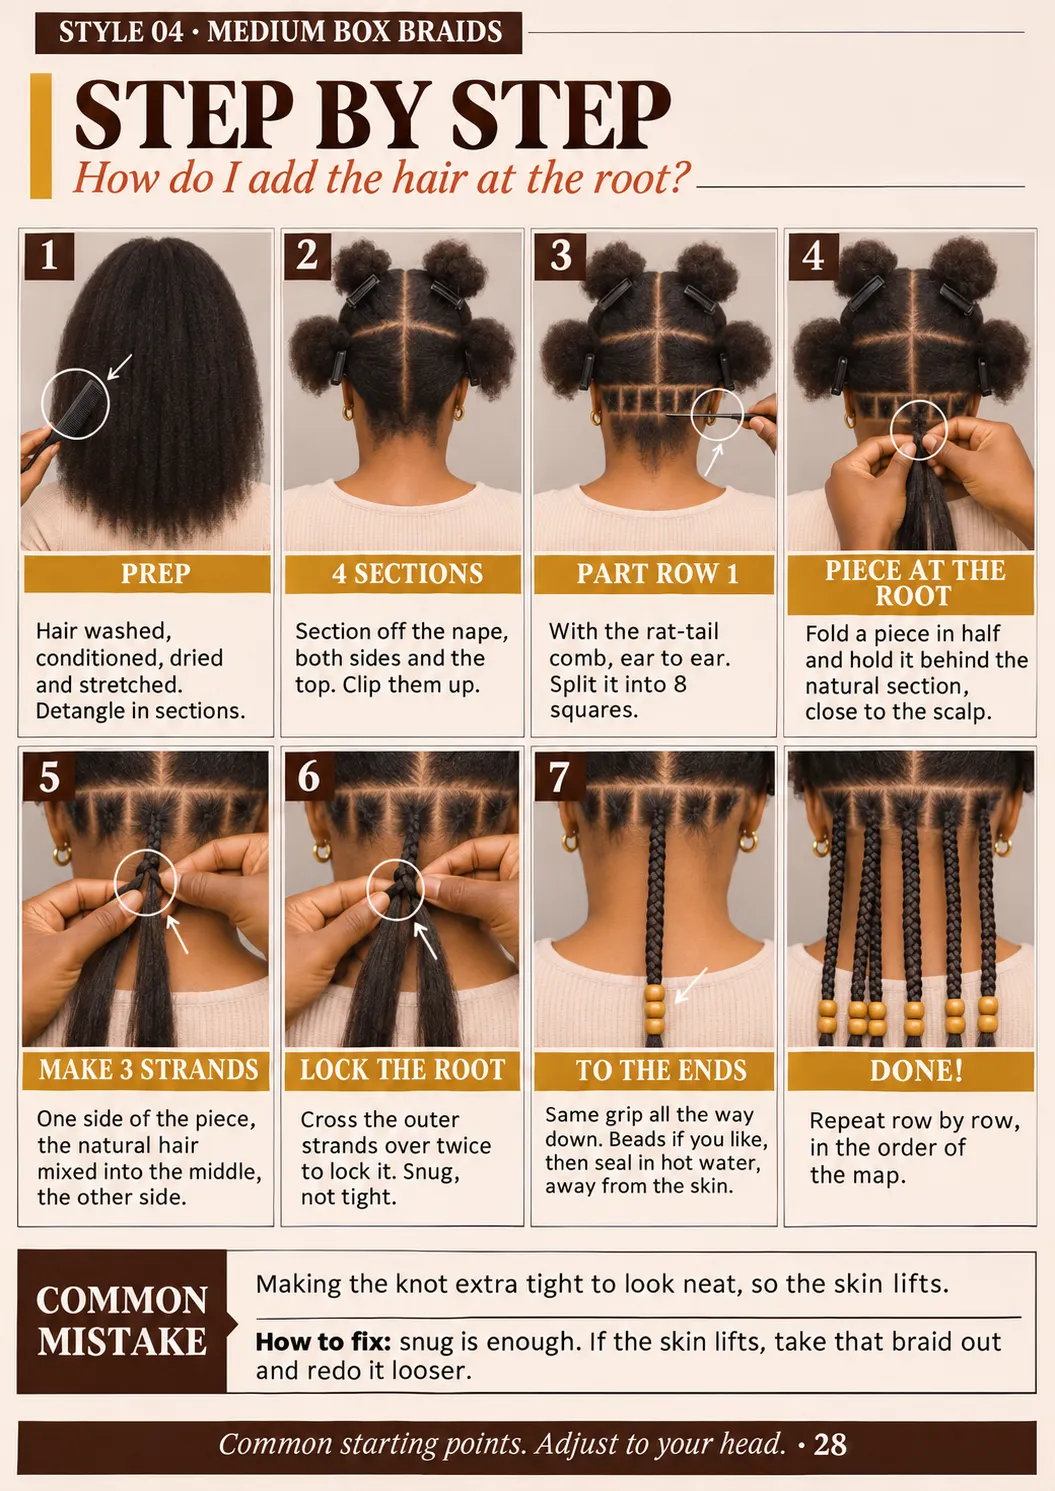 STYLE 04 · MEDIUM BOX BRAIDS
STEP BY STEP
How do I add the hair at the root?
1
PREP
Hair washed,
conditioned, dried
and stretched.
Detangle in sections.
2
4 SECTIONS
Section off the nape,
both sides and the
top. Clip them up.
3
PART ROW 1
With the rat-tail
comb, ear to ear.
Split it into 8
squares.
4
PIECE AT THE
ROOT
Fold a piece in half
and hold it behind the
natural section,
close to the scalp.
5
MAKE 3 STRANDS
One side of the piece,
the natural hair
mixed into the middle,
the other side.
6
LOCK THE ROOT
Cross the outer
strands over twice
to lock it. Snug,
not tight.
7
TO THE ENDS
Same grip all the way
down. Beads if you like,
then seal in hot water,
away from the skin.
DONE!
Repeat row by row,
in the order of
the map.
COMMON
MISTAKE
Making the knot extra tight to look neat, so the skin lifts.
How to fix: snug is enough. If the skin lifts, take that braid out
and redo it looser.
Common starting points. Adjust to your head. · 28